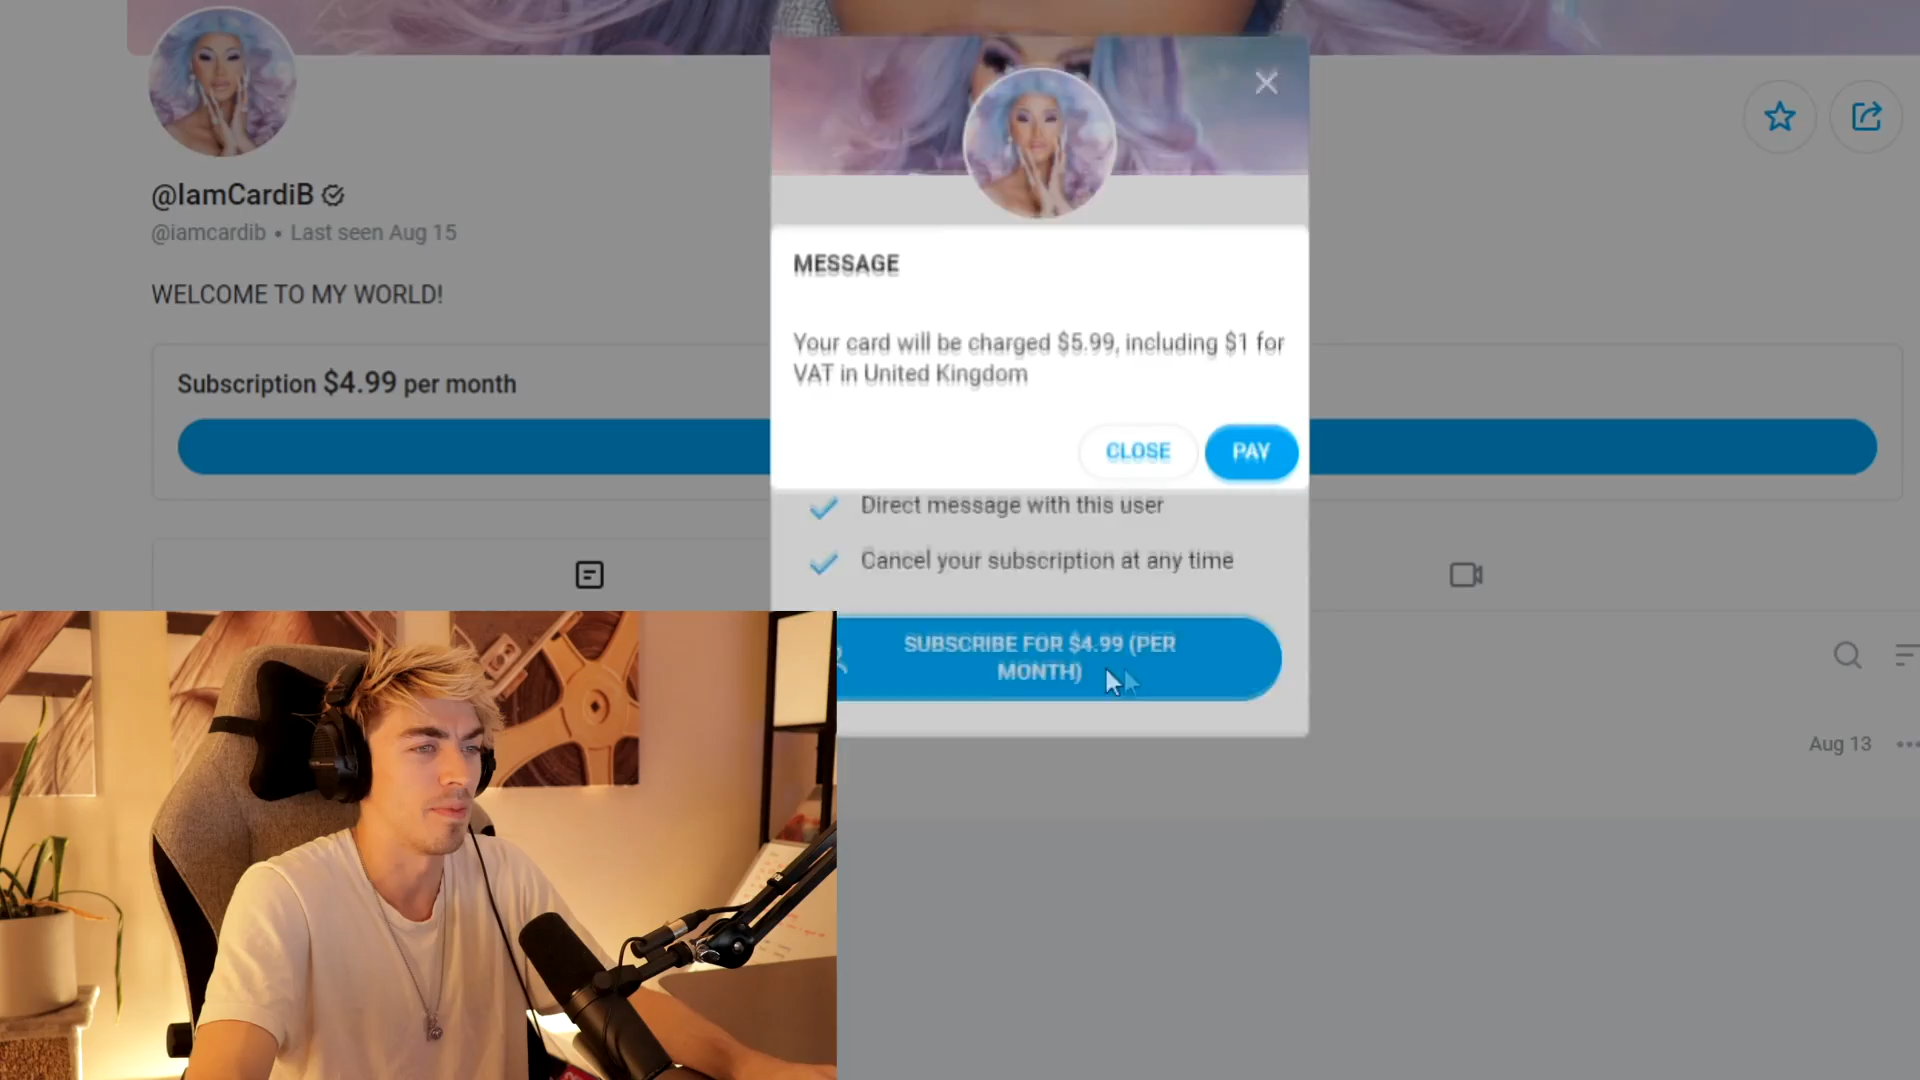 @IamCardiB
@iamcardib • Last seen Aug 15
WELCOME TO MY WORLD!
Subscription $4.99 per month
MESSAGE
Your card will be charged $5.99, including $1 for
VAT in United Kingdom
CLOSE
PAY
Direct message with this user
Cancel your subscription at any time
SUBSCRIBE FOR $4.99 (PER
MONTH)
Aug 13